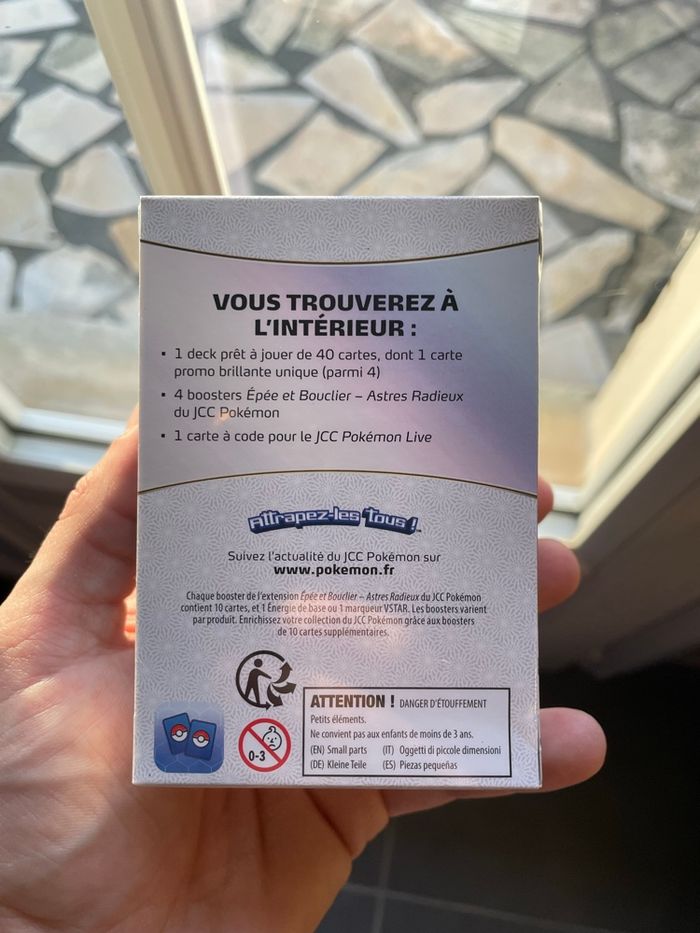 VOUS TROUVEREZ À
L'INTÉRIEUR :
▪ 1 deck prêt à jouer de 40 cartes, dont 1 carte
promo brillante unique (parmi 4)
▪ 4 boosters Épée et Bouclier – Astres Radieux
du JCC Pokémon
▪ 1 carte à code pour le JCC Pokémon Live
Attrapez-les Tous !™
Suivez l'actualité du JCC Pokémon sur
www.pokemon.fr
Chaque booster de l'extension Épée et Bouclier – Astres Radieux du JCC Pokémon
contient 10 cartes, et 1 Énergie de base ou 1 marqueur VSTAR. Les boosters varient
par produit. Enrichissez votre collection du JCC Pokémon grâce aux boosters
de 10 cartes supplémentaires.
ATTENTION ! DANGER D'ÉTOUFFEMENT
Petits éléments.
Ne convient pas aux enfants de moins de 3 ans.
(EN) Small parts (IT) Oggetti di piccole dimensioni
(DE) Kleine Teile (ES) Piezas pequeñas
0-3